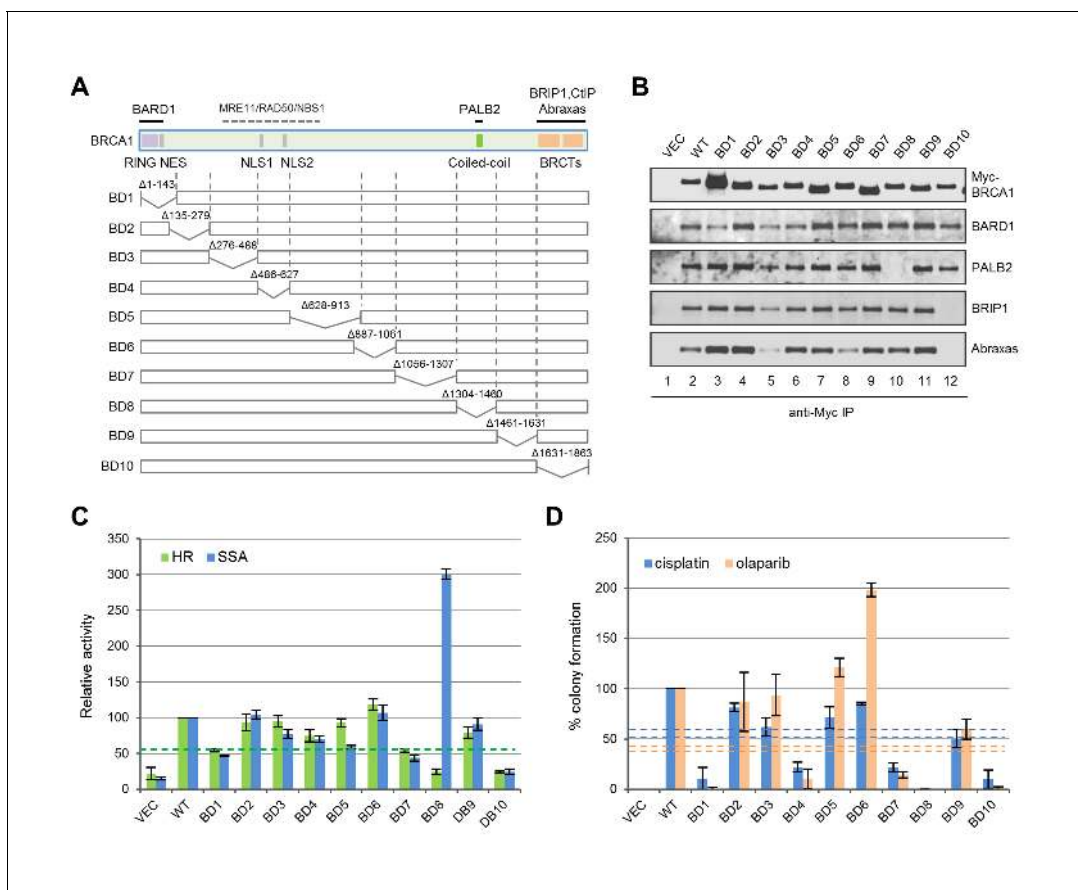 A
BARD1
MRE11/RAD50/NBS1
PALB2
BRIP1,CtIP
Abraxas
BRCA1
RING NES
NLS1 NLS2
Coiled-coil
BRCTs
BD1 Δ1-143
BD2 Δ135-279
BD3 Δ276-488
BD4 Δ486-627
BD5 Δ628-913
BD6 Δ887-1061
BD7 Δ1056-1307
BD8 Δ1304-1460
BD9 Δ1461-1631
BD10 Δ1631-1863
B
VEC WT BD1 BD2 BD3 BD4 BD5 BD6 BD7 BD8 BD9 BD10
Myc-
BRCA1
BARD1
PALB2
BRIP1
Abraxas
1 2 3 4 5 6 7 8 9 10 11 12
anti-Myc IP
C
HR SSA
Relative activity
350
300
250
200
150
100
50
0
VEC WT BD1 BD2 BD3 BD4 BD5 BD6 BD7 BD8 DB9 DB10
D
cisplatin olaparib
% colony formation
250
200
150
100
50
0
VEC WT BD1 BD2 BD3 BD4 BD5 BD6 BD7 BD8 BD9 BD10